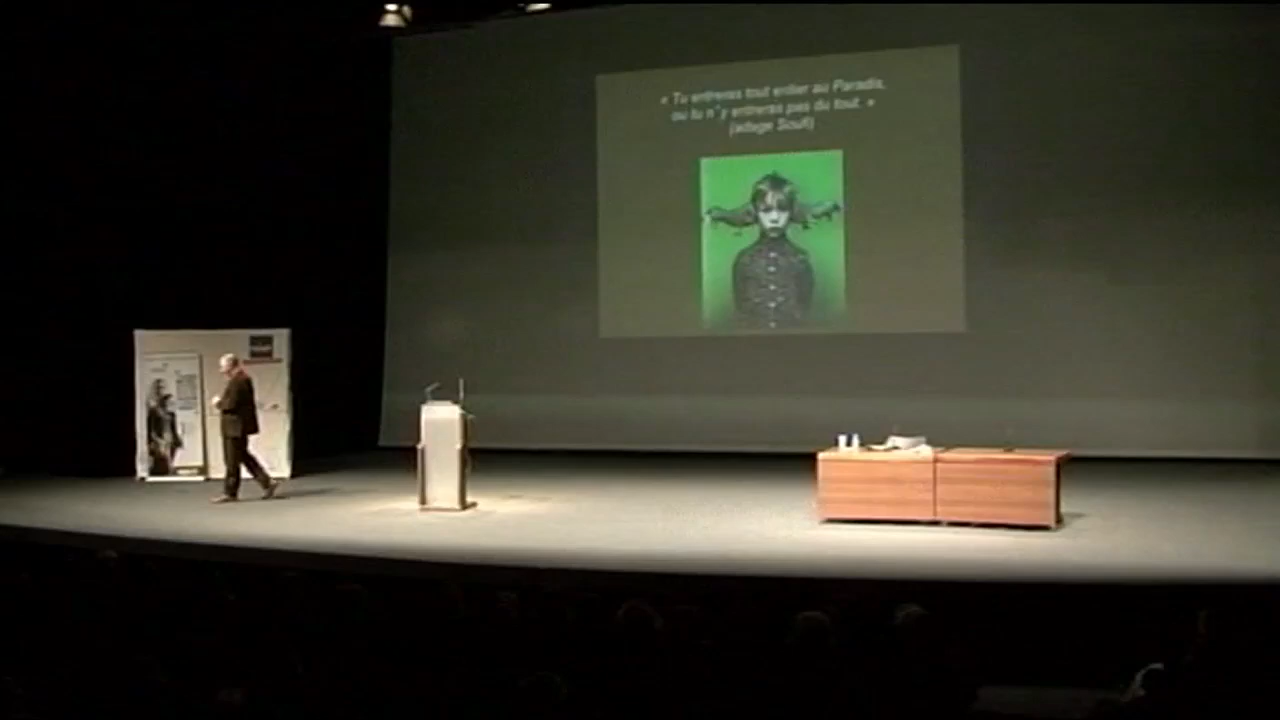 « Tu entreras tout entier au Paradis,
ou tu n'y entreras pas du tout. »
(adage Soufi)